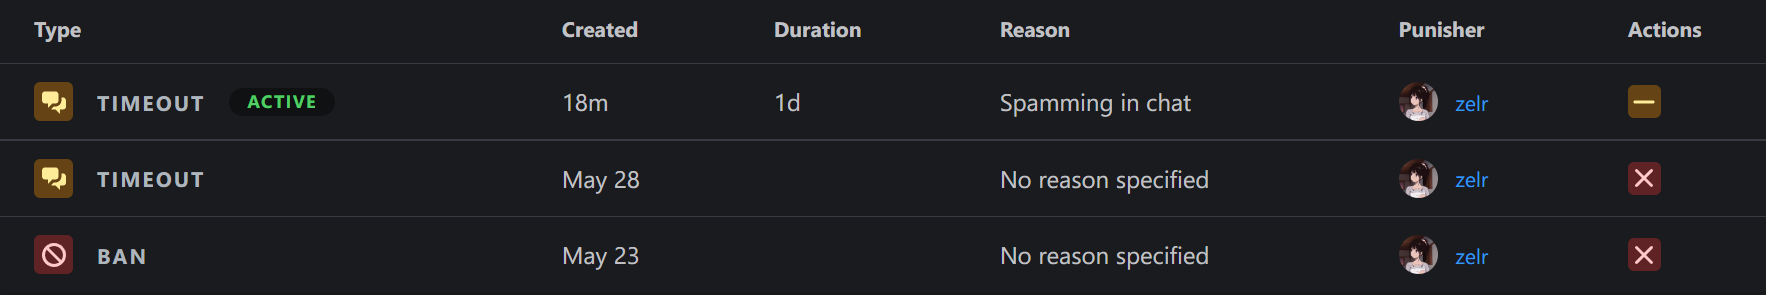 Type Created Duration Reason Punisher Actions
TIMEOUT ACTIVE 18m 1d Spamming in chat zelr
TIMEOUT May 28 No reason specified zelr
BAN May 23 No reason specified zelr